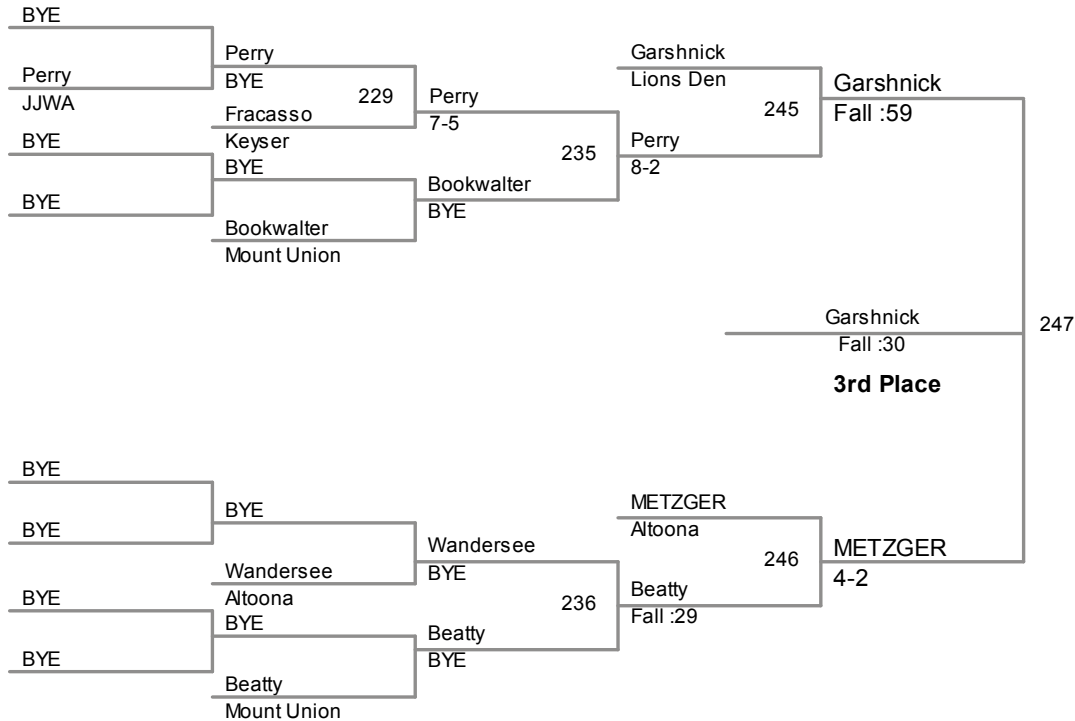 BYE
Perry
JJWA
BYE
BYE
Perry
BYE
229
Fracasso
Keyser
BYE
Bookwalter
Mount Union
Perry
7-5
235
Bookwalter
BYE
Garshnick
Lions Den
245
Perry
8-2
Garshnick
Fall :59
Garshnick
Fall :30
3rd Place
247
BYE
BYE
BYE
BYE
BYE
Wandersee
Altoona
BYE
Beatty
Mount Union
Wandersee
BYE
236
Beatty
BYE
METZGER
Altoona
246
Beatty
Fall :29
METZGER
4-2